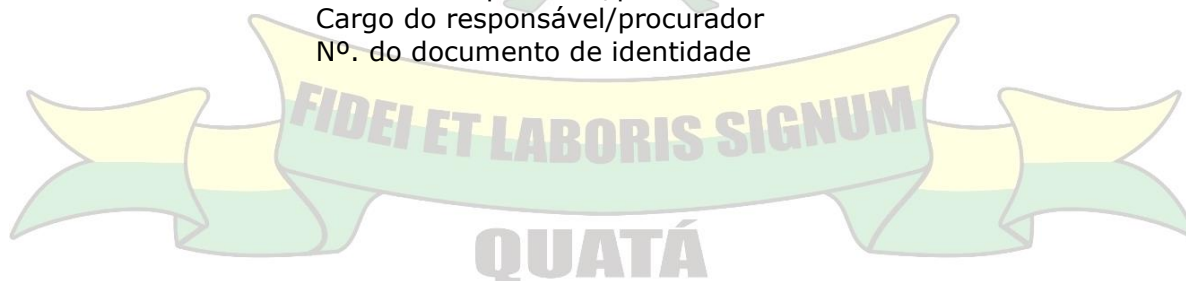 Cargo do responsável/procurador
Nº. do documento de identidade
FIDEI ET LABORIS SIGNUM
QUATÁ